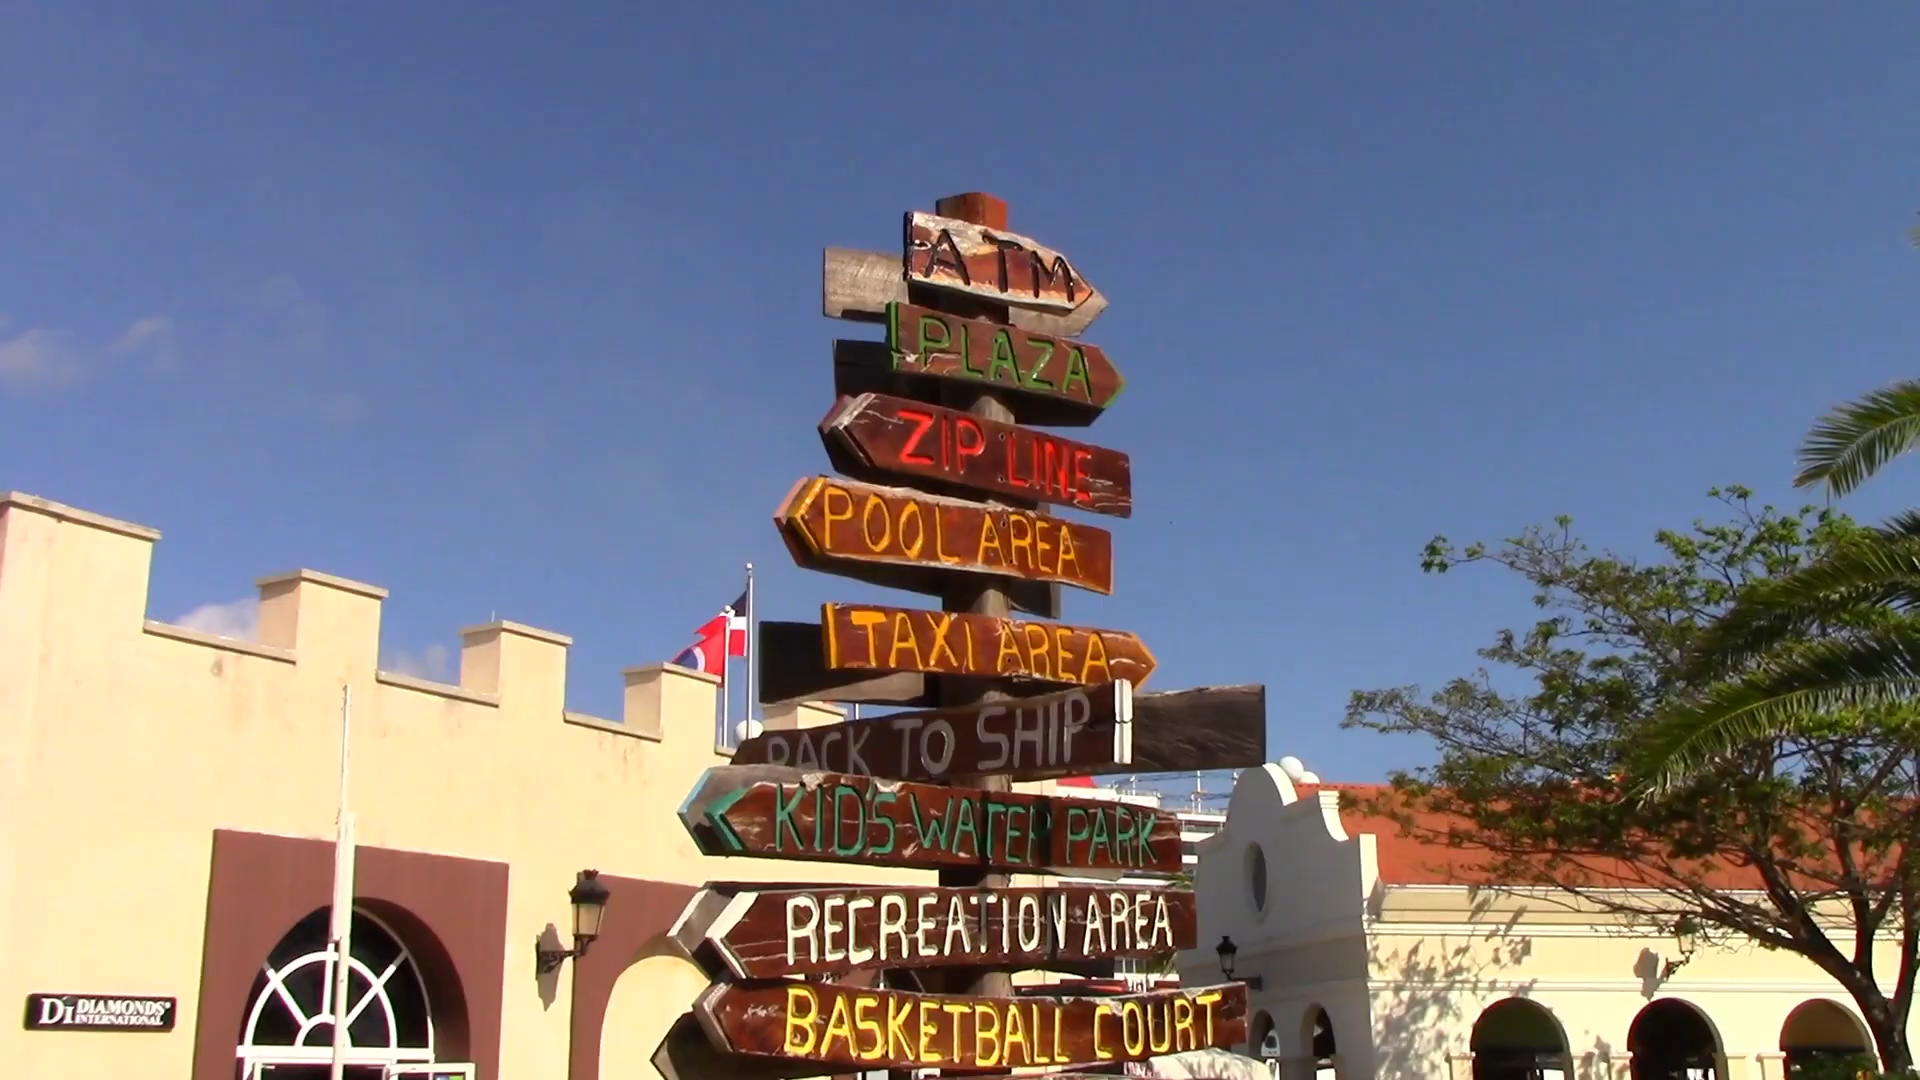 ATM
PLAZA
ZIP LINE
POOL AREA
TAXI AREA
BACK TO SHIP
KID'S WATER PARK
RECREATION AREA
BASKETBALL COURT
DI DIAMONDS®
INTERNATIONAL